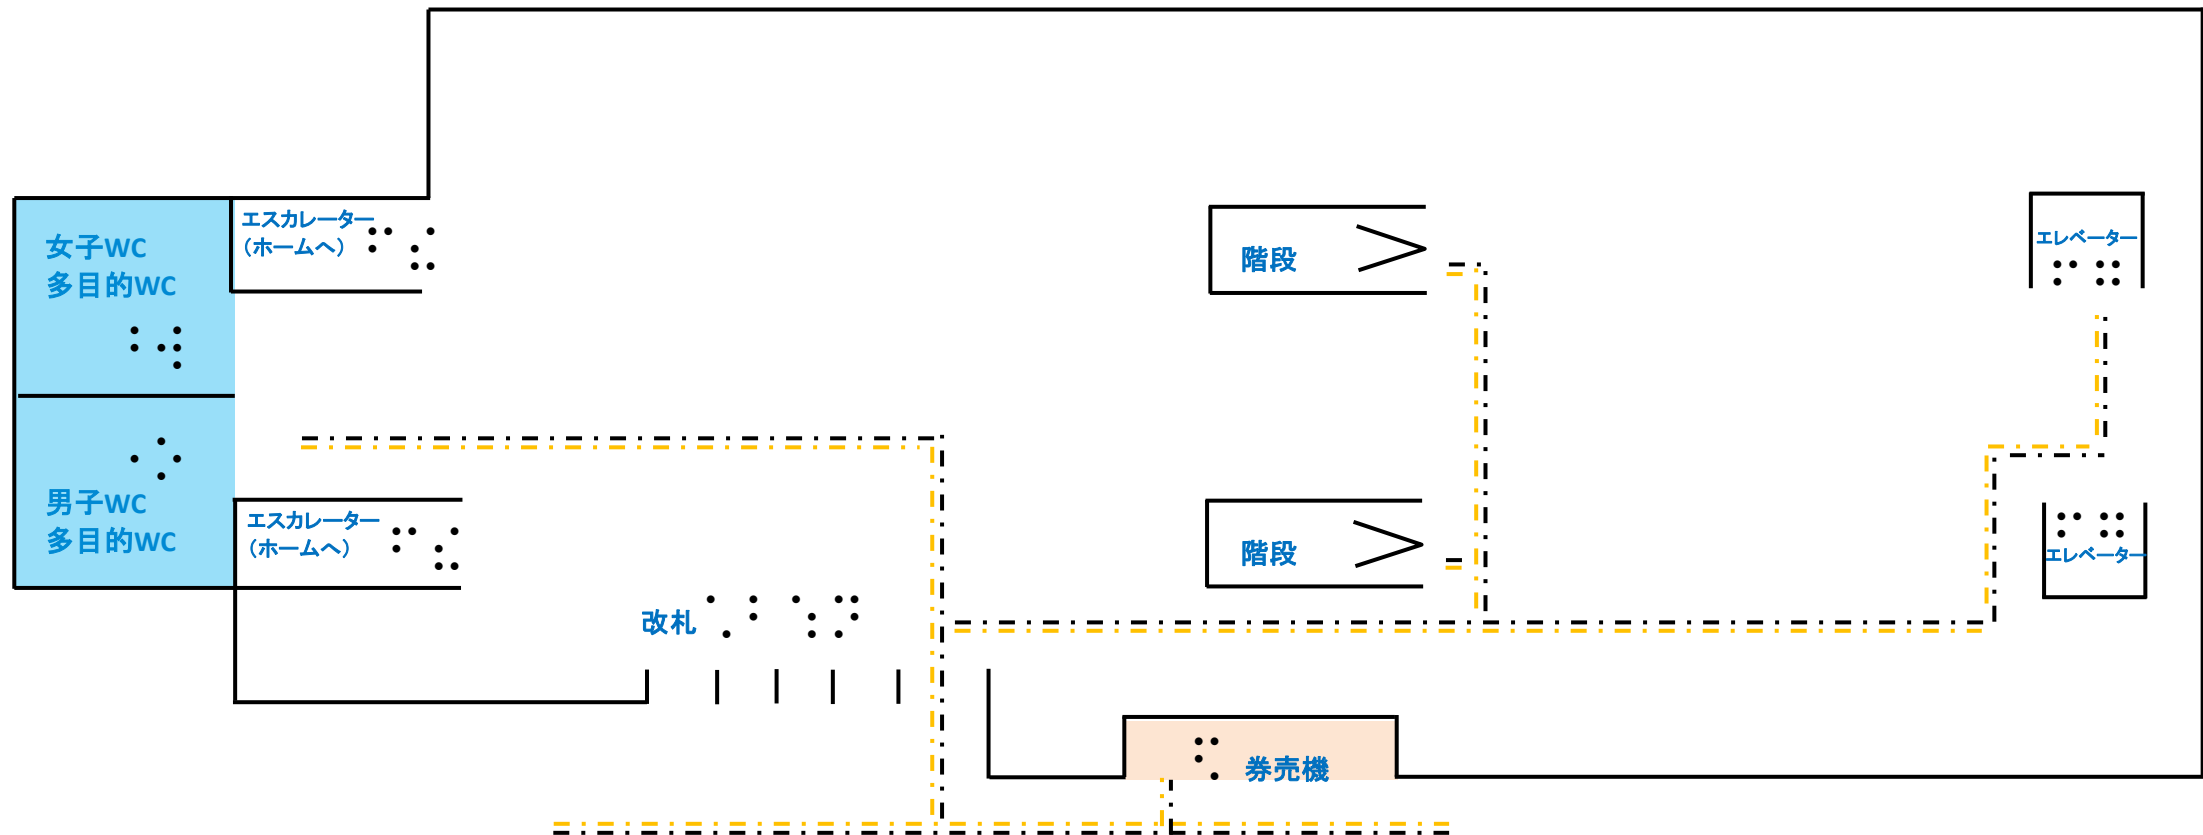 女子WC
多目的WC
エスカレーター
(ホームへ)
階段
エレベーター
男子WC
多目的WC
エスカレーター
(ホームへ)
階段
エレベーター
改札
券売機